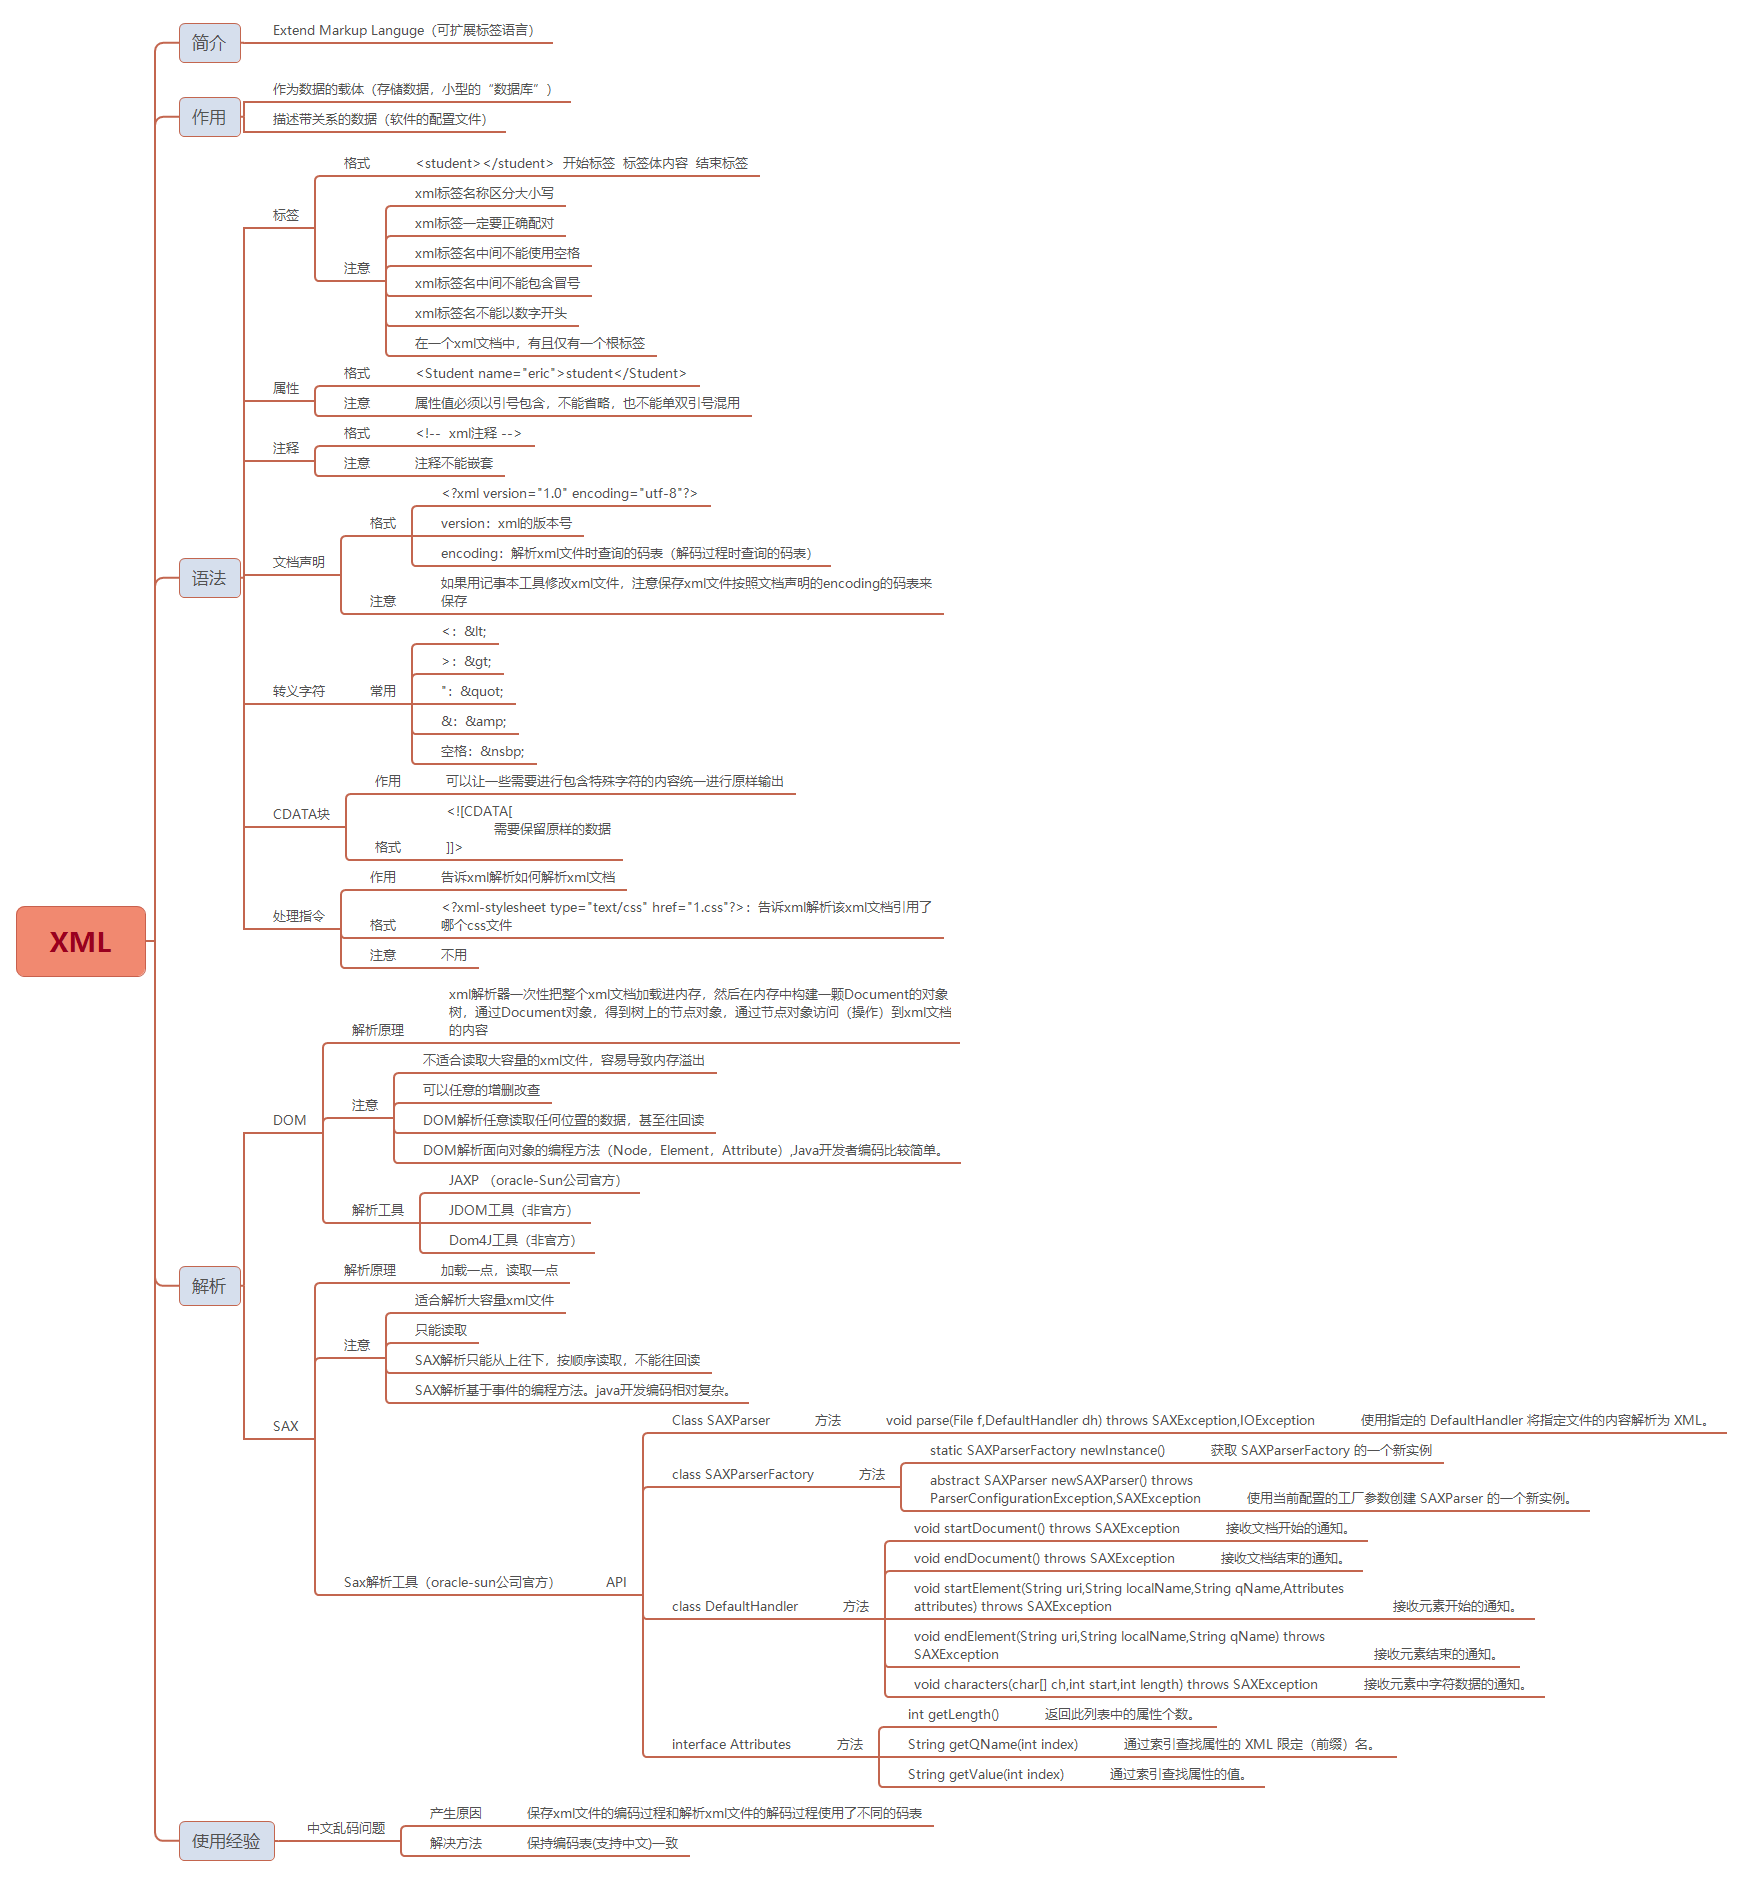 XML
简介
Extend Markup Languge（可扩展标签语言）
作用
作为数据的载体（存储数据，小型的“数据库”）
描述带关系的数据（软件的配置文件）
语法
标签
格式
<student></student>  开始标签  标签体内容  结束标签
注意
xml标签名称区分大小写
xml标签一定要正确配对
xml标签名中间不能使用空格
xml标签名中间不能包含冒号
xml标签名不能以数字开头
在一个xml文档中，有且仅有一个根标签
属性
格式
<Student name="eric">student</Student>
注意
属性值必须以引号包含，不能省略，也不能单双引号混用
注释
格式
<!--  xml注释 -->
注意
注释不能嵌套
文档声明
格式
<?xml version="1.0" encoding="utf-8"?>
version：xml的版本号
encoding：解析xml文件时查询的码表（解码过程时查询的码表）
注意
如果用记事本工具修改xml文件，注意保存xml文件按照文档声明的encoding的码表来
保存
转义字符
常用
<：&lt;
>：&gt;
"：&quot;
&：&amp;
空格：&nsbp;
CDATA块
作用
可以让一些需要进行包含特殊字符的内容统一进行原样输出
格式
<![CDATA[
需要保留原样的数据
]]>
处理指令
作用
告诉xml解析如何解析xml文档
格式
<?xml-stylesheet type="text/css" href="1.css"?>：告诉xml解析该xml文档引用了
哪个css文件
注意
不用
解析
DOM
解析原理
xml解析器一次性把整个xml文档加载进内存，然后在内存中构建一颗Document的对象
树，通过Document对象，得到树上的节点对象，通过节点对象访问（操作）到xml文档
的内容
注意
不适合读取大容量的xml文件，容易导致内存溢出
可以任意的增删改查
DOM解析任意读取任何位置的数据，甚至往回读
DOM解析面向对象的编程方法（Node，Element，Attribute）,Java开发者编码比较简单。
解析工具
JAXP （oracle-Sun公司官方）
JDOM工具（非官方）
Dom4J工具（非官方）
SAX
解析原理
加载一点，读取一点
注意
适合解析大容量xml文件
只能读取
SAX解析只能从上往下，按顺序读取，不能往回读
SAX解析基于事件的编程方法。java开发编码相对复杂。
Sax解析工具（oracle-sun公司官方）
API
Class SAXParser
方法
void parse(File f,DefaultHandler dh) throws SAXException,IOException
使用指定的 DefaultHandler 将指定文件的内容解析为 XML。
class SAXParserFactory
方法
static SAXParserFactory newInstance()
获取 SAXParserFactory 的一个新实例
abstract SAXParser newSAXParser() throws
ParserConfigurationException,SAXException
使用当前配置的工厂参数创建 SAXParser 的一个新实例。
class DefaultHandler
方法
void startDocument() throws SAXException
接收文档开始的通知。
void endDocument() throws SAXException
接收文档结束的通知。
void startElement(String uri,String localName,String qName,Attributes
attributes) throws SAXException
接收元素开始的通知。
void endElement(String uri,String localName,String qName) throws
SAXException
接收元素结束的通知。
void characters(char[] ch,int start,int length) throws SAXException
接收元素中字符数据的通知。
interface Attributes
方法
int getLength()
返回此列表中的属性个数。
String getQName(int index)
通过索引查找属性的 XML 限定（前缀）名。
String getValue(int index)
通过索引查找属性的值。
使用经验
中文乱码问题
产生原因
保存xml文件的编码过程和解析xml文件的解码过程使用了不同的码表
解决方法
保持编码表(支持中文)一致